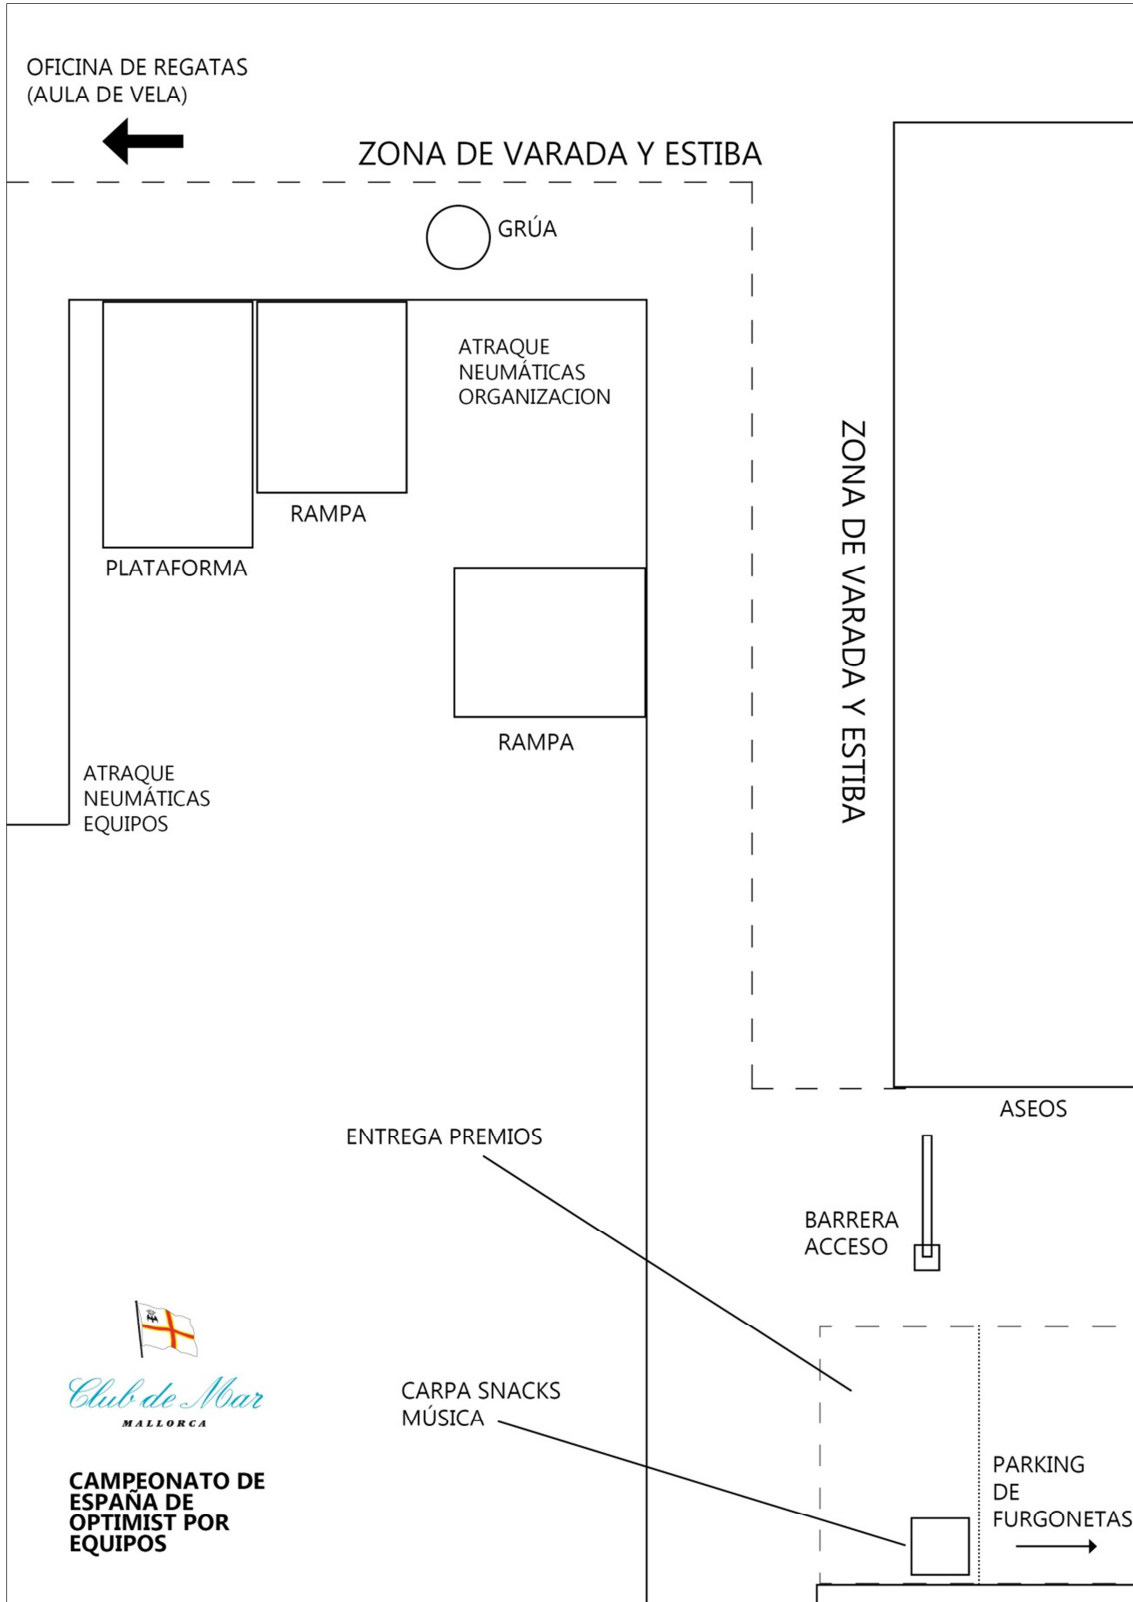 OFICINA DE REGATAS
(AULA DE VELA)
ZONA DE VARADA Y ESTIBA
GRÚA
ATRAQUE
NEUMÁTICAS
ORGANIZACION
RAMPA
PLATAFORMA
ZONA DE VARADA Y ESTIBA
RAMPA
ATRAQUE
NEUMÁTICAS
EQUIPOS
ASEOS
ENTREGA PREMIOS
BARRERA
ACCESO
Club de Mar
MALLORCA
CARPA SNACKS
MÚSICA
PARKING
DE
FURGONETAS
CAMPEONATO DE
ESPAÑA DE
OPTIMIST POR
EQUIPOS